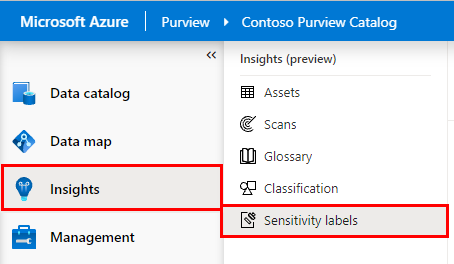 Microsoft Azure Purview Contoso Purview Catalog
Data catalog
Data map
Insights
Management
Insights (preview)
Assets
Scans
Glossary
Classification
Sensitivity labels